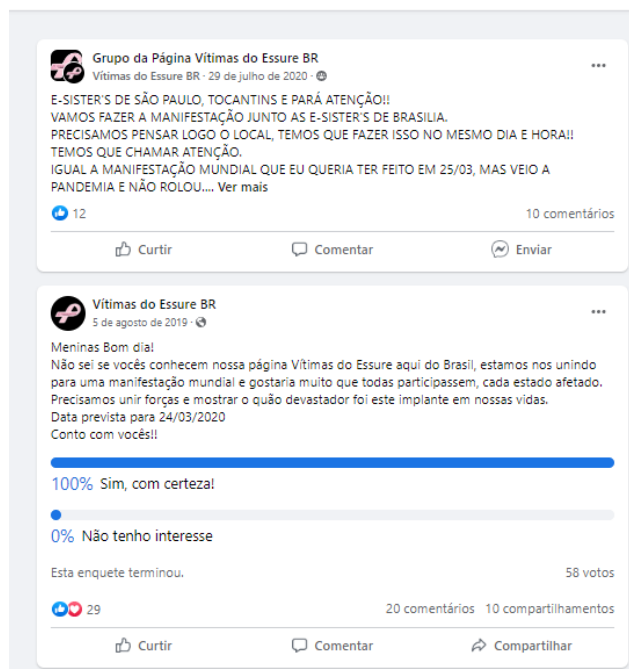 Grupo da Página Vítimas do Essure BR
Vítimas do Essure BR · 29 de julho de 2020 ·
E-SISTER'S DE SÃO PAULO, TOCANTINS E PARÁ ATENÇÃO!!
VAMOS FAZER A MANIFESTAÇÃO JUNTO AS E-SISTER'S DE BRASILIA.
PRECISAMOS PENSAR LOGO O LOCAL, TEMOS QUE FAZER ISSO NO MESMO DIA E HORA!!
TEMOS QUE CHAMAR ATENÇÃO.
IGUAL A MANIFESTAÇÃO MUNDIAL QUE EU QUERIA TER FEITO EM 25/03, MAS VEIO A
PANDEMIA E NÃO ROLOU.... Ver mais
12 10 comentários
Curtir Comentar Enviar
Vítimas do Essure BR
5 de agosto de 2019 ·
Meninas Bom dia!
Não sei se vocês conhecem nossa página Vítimas do Essure aqui do Brasil, estamos nos unindo
para uma manifestação mundial e gostaria muito que todas participassem, cada estado afetado.
Precisamos unir forças e mostrar o quão devastador foi este implante em nossas vidas.
Data prevista para 24/03/2020
Conto com vocês!!
100% Sim, com certeza!
0% Não tenho interesse
Esta enquete terminou. 58 votos
29 20 comentários 10 compartilhamentos
Curtir Comentar Compartilhar